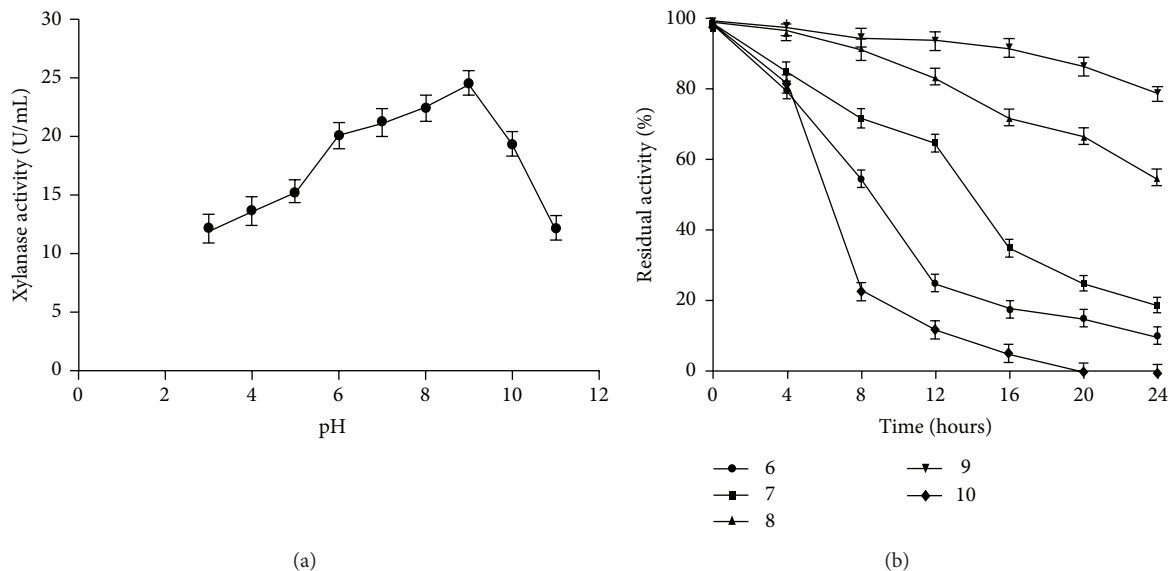 30
25
20
15
10
5
0
Xylanase activity (U/mL)
0 2 4 6 8 10 12
pH
(a)
100
80
60
40
20
0
Residual activity (%)
0 4 8 12 16 20 24
Time (hours)
6 9
7 10
8
(b)